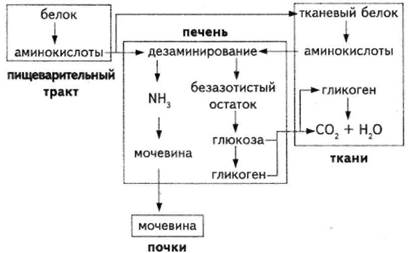 белок
аминокислоты
пищеварительный
тракт
печень
дезаминирование
NH₃
мочевина
безазотистый
остаток
глюкоза
гликоген
тканевый белок
аминокислоты
гликоген
CO₂ + H₂O
ткани
мочевина
почки